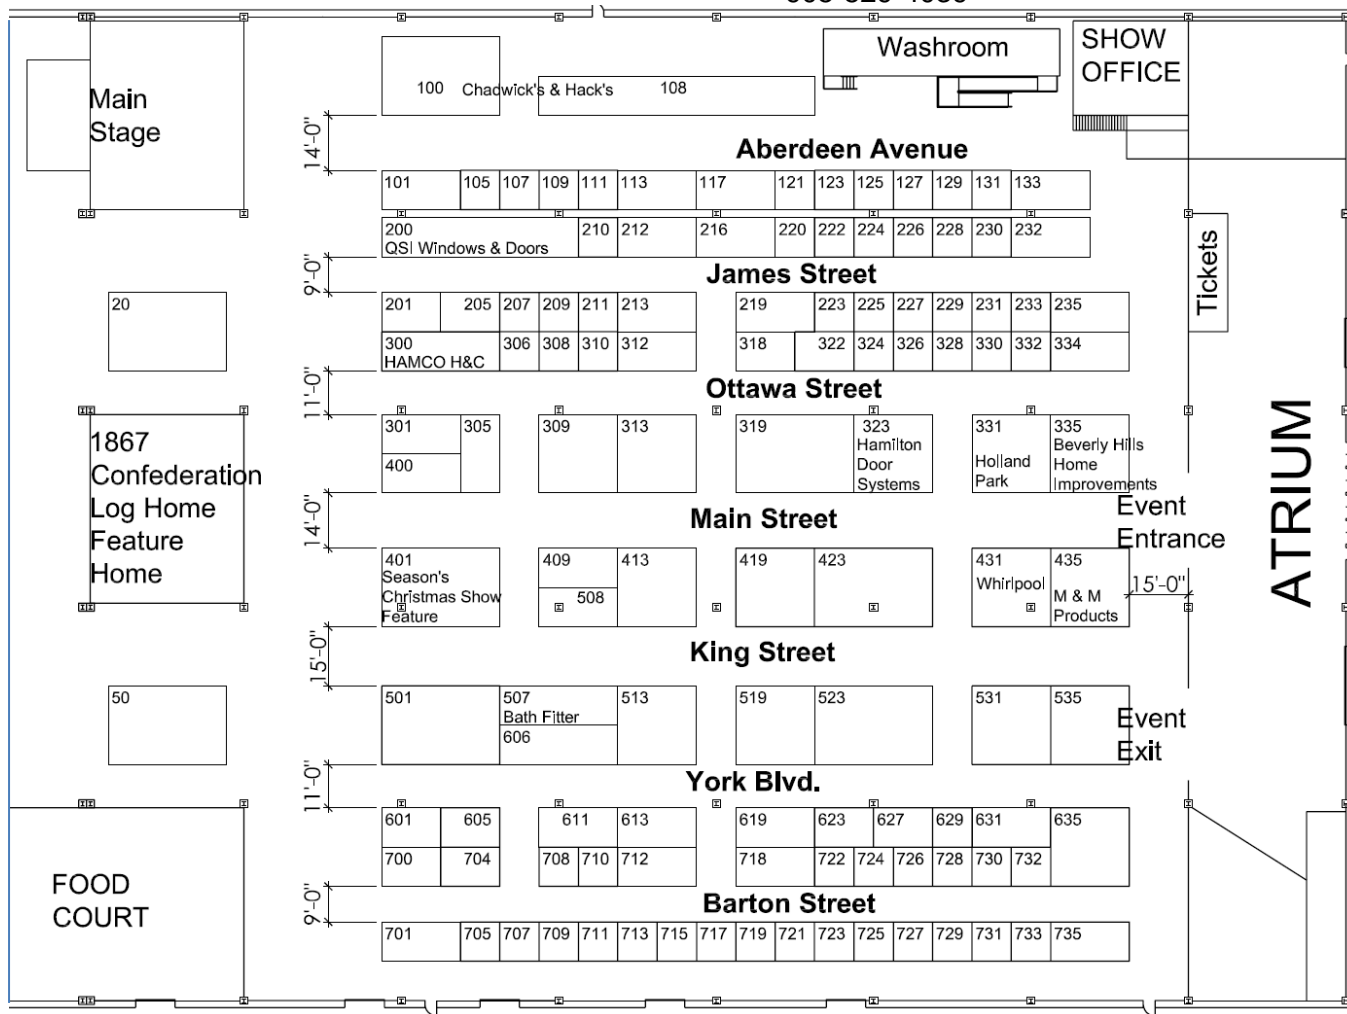 Washroom
SHOW
OFFICE
Main
Stage
100 Chadwick's & Hack's 108
14'-0"
Aberdeen Avenue
101 105 107 109 111 113 117 121 123 125 127 129 131 133
200 210 212 216 220 222 224 226 228 230 232
QSI Windows & Doors
9'-0"
James Street
Tickets
20
201 205 207 209 211 213 219 223 225 227 229 231 233 235
300 306 308 310 312 318 322 324 326 328 330 332 334
HAMCO H&C
11'-0"
Ottawa Street
301 305 309 313 319 323 331 335
Hamilton
Door
Systems
Holland
Park
Beverly Hills
Home
Improvements
400
1867
Confederation
Log Home
Feature
Home
14'-0"
Main Street
Event
Entrance
ATRIUM
401 409 413 419 423 431 435
Season's
Christmas Show
Feature
508
Whirlpool
M & M
Products
15'-0"
15'-0"
King Street
50
501 507 513 519 523 531 535
Bath Fitter
606
Event
Exit
11'-0"
York Blvd.
601 605 611 613 619 623 627 629 631 635
700 704 708 710 712 718 722 724 726 728 730 732
FOOD
COURT
9'-0"
Barton Street
701 705 707 709 711 713 715 717 719 721 723 725 727 729 731 733 735